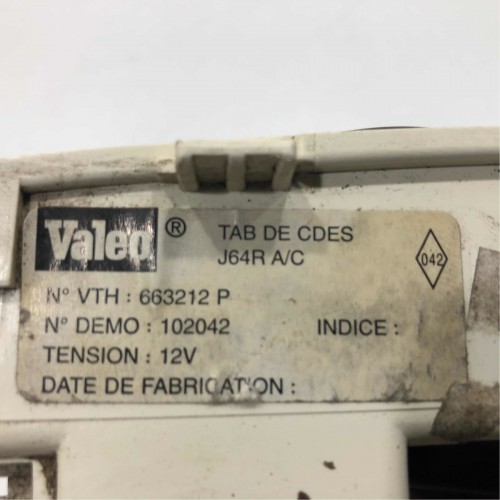 Valeo ® TAB DE CDES
J64R A/C
042
N° VTH : 663212 P
N° DEMO : 102042 INDICE :
TENSION : 12V
DATE DE FABRICATION :